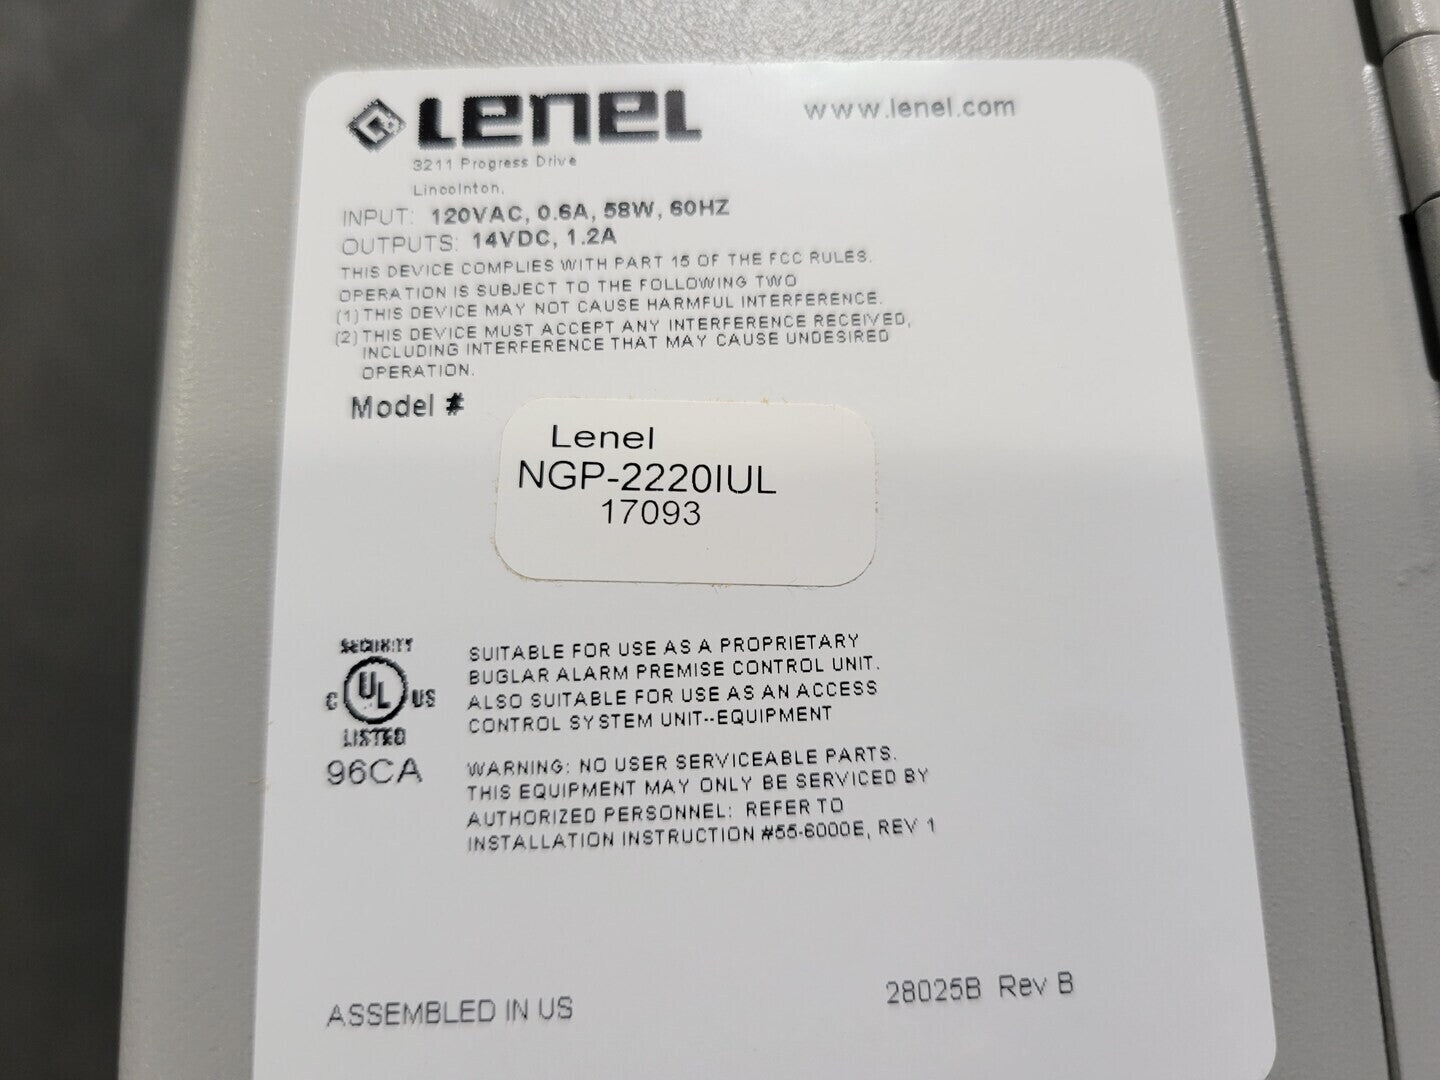 LENEL
www.lenel.com
3211 Progress Drive
Lincolnton,
INPUT: 120VAC, 0.6A, 58W, 60HZ
OUTPUTS: 14VDC, 1.2A
THIS DEVICE COMPLIES WITH PART 15 OF THE FCC RULES.
OPERATION IS SUBJECT TO THE FOLLOWING TWO
(1) THIS DEVICE MAY NOT CAUSE HARMFUL INTERFERENCE.
(2) THIS DEVICE MUST ACCEPT ANY INTERFERENCE RECEIVED,
INCLUDING INTERFERENCE THAT MAY CAUSE UNDESIRED
OPERATION.
Model #
Lenel
NGP-2220IUL
17093
SECURITY
C UL US
LISTED
96CA
SUITABLE FOR USE AS A PROPRIETARY
BUGLAR ALARM PREMISE CONTROL UNIT.
ALSO SUITABLE FOR USE AS AN ACCESS
CONTROL SYSTEM UNIT--EQUIPMENT
WARNING: NO USER SERVICEABLE PARTS.
THIS EQUIPMENT MAY ONLY BE SERVICED BY
AUTHORIZED PERSONNEL: REFER TO
INSTALLATION INSTRUCTION #55-6000E, REV 1
ASSEMBLED IN US
28025B Rev B